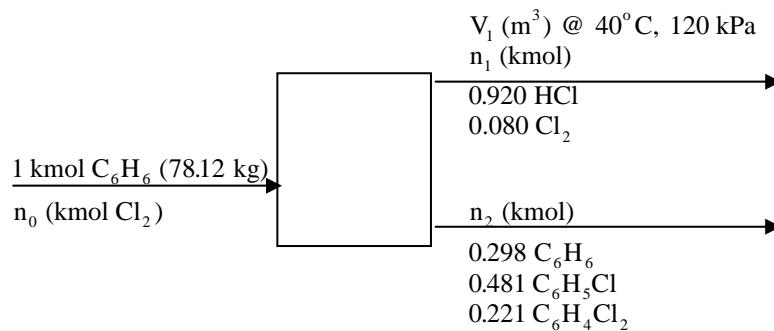 V₁ (m³) @ 40°C, 120 kPa
n₁ (kmol)
0.920 HCl
0.080 Cl₂
1 kmol C₆H₆ (78.12 kg)
n₀ (kmol Cl₂)
n₂ (kmol)
0.298 C₆H₆
0.481 C₆H₅Cl
0.221 C₆H₄Cl₂